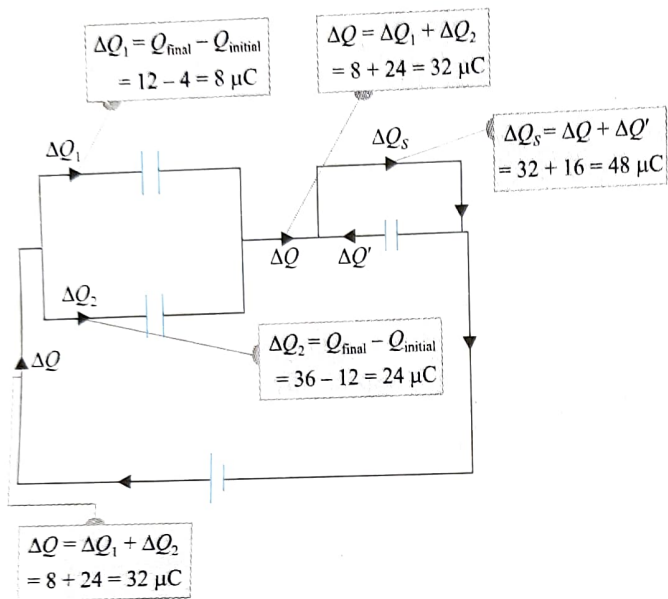 ΔQ₁ = Q_final − Q_initial
= 12 − 4 = 8 μC
ΔQ = ΔQ₁ + ΔQ₂
= 8 + 24 = 32 μC
ΔQ_S = ΔQ + ΔQ′
= 32 + 16 = 48 μC
ΔQ₁
ΔQ_S
ΔQ
ΔQ′
ΔQ₂
ΔQ₂ = Q_final − Q_initial
= 36 − 12 = 24 μC
ΔQ
ΔQ = ΔQ₁ + ΔQ₂
= 8 + 24 = 32 μC